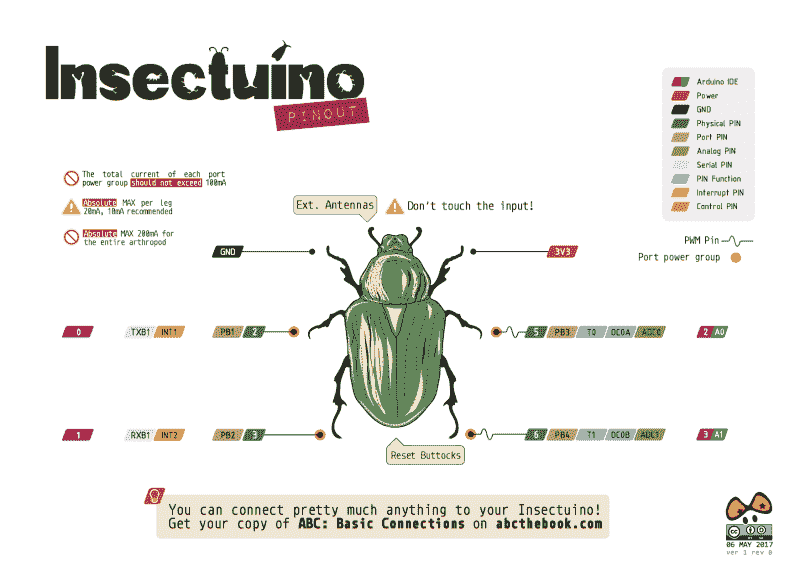 Insectuino
PINOUT
Arduino IDE
Power
GND
Physical PIN
Port PIN
Analog PIN
Serial PIN
PIN Function
Interrupt PIN
Control PIN
PWM Pin
Port power group
The total current of each port
power group should not exceed 100mA
Absolute MAX per leg
20mA, 10mA recommended
Absolute MAX 200mA for
the entire arthropod
Ext. Antennas
Don't touch the input!
GND
3V3
0 TXB1 INT1 PB1 2
5 PB3 T0 OC0A ADC0 2 A0
1 RXB1 INT2 PB2 3
6 PB4 T1 OC0B ADC1 3 A1
Reset Buttocks
You can connect pretty much anything to your Insectuino!
Get your copy of ABC: Basic Connections on abcthebook.com
cc
06 MAY 2017
ver 1 rev 0